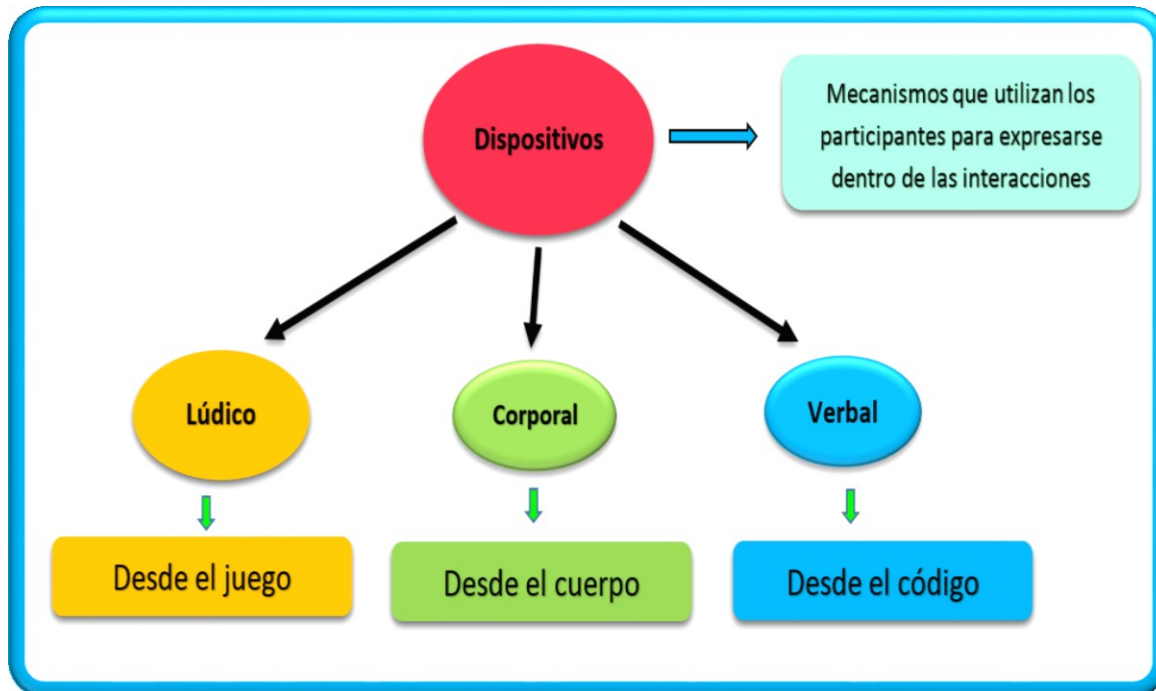 Dispositivos
Mecanismos que utilizan los
participantes para expresarse
dentro de las interacciones
Lúdico
Corporal
Verbal
Desde el juego
Desde el cuerpo
Desde el código